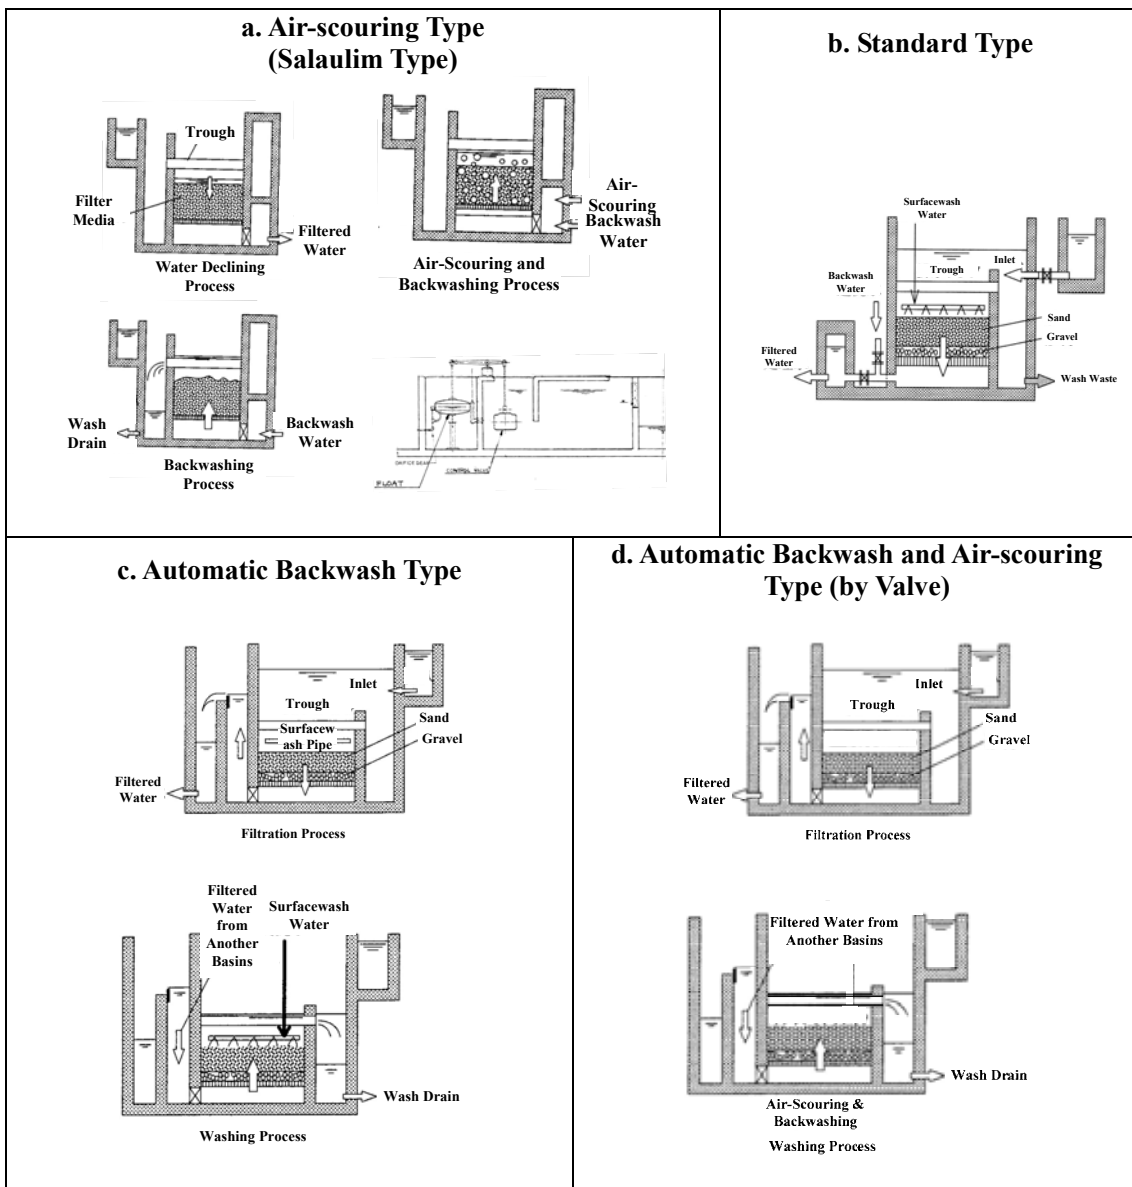 a. Air-scouring Type
(Salaulim Type)
Trough
Filter
Media
Filtered
Water
Water Declining
Process
Air-
Scouring
Backwash
Water
Air-Scouring and
Backwashing Process
Wash
Drain
Backwash
Water
Backwashing
Process
FLOAT
b. Standard Type
Surfacewash
Water
Inlet
Trough
Backwash
Water
Sand
Gravel
Filtered
Water
Wash Waste
c. Automatic Backwash Type
Inlet
Trough
Surfacew
ash Pipe
Sand
Gravel
Filtered
Water
Filtration Process
Filtered
Water
from
Another
Basins
Surfacewash
Water
Wash Drain
Washing Process
d. Automatic Backwash and Air-scouring
Type (by Valve)
Inlet
Trough
Sand
Gravel
Filtered
Water
Filtration Process
Filtered Water from
Another Basins
Wash Drain
Air-Scouring &
Backwashing
Washing Process